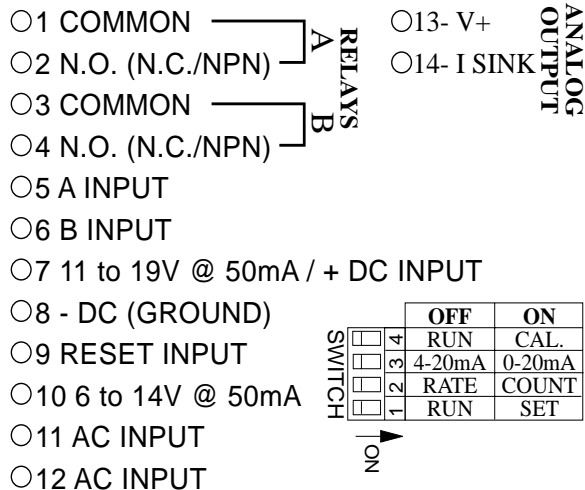 1 COMMON
2 N.O. (N.C./NPN)
A
3 COMMON
4 N.O. (N.C./NPN)
B
RELAYS
5 A INPUT
6 B INPUT
7 11 to 19V @ 50mA / + DC INPUT
8 - DC (GROUND)
9 RESET INPUT
10 6 to 14V @ 50mA
11 AC INPUT
12 AC INPUT
13- V+
14- I SINK
ANALOG
OUTPUT
OFF ON
4 RUN CAL.
3 4-20mA 0-20mA
2 RATE COUNT
1 RUN SET
SWITCH
ON